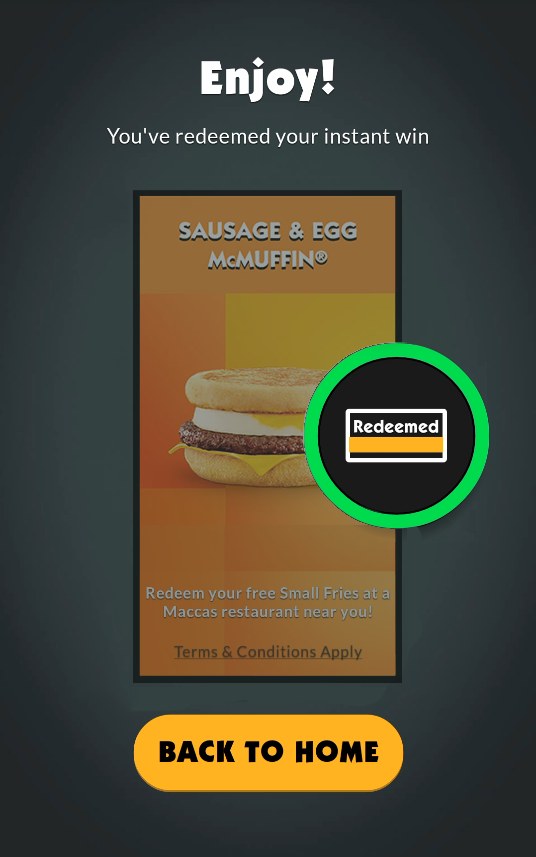 Enjoy!
You've redeemed your instant win
SAUSAGE & EGG
McMUFFIN®
Redeemed
Redeem your free Small Fries at a
Maccas restaurant near you!
Terms & Conditions Apply
BACK TO HOME